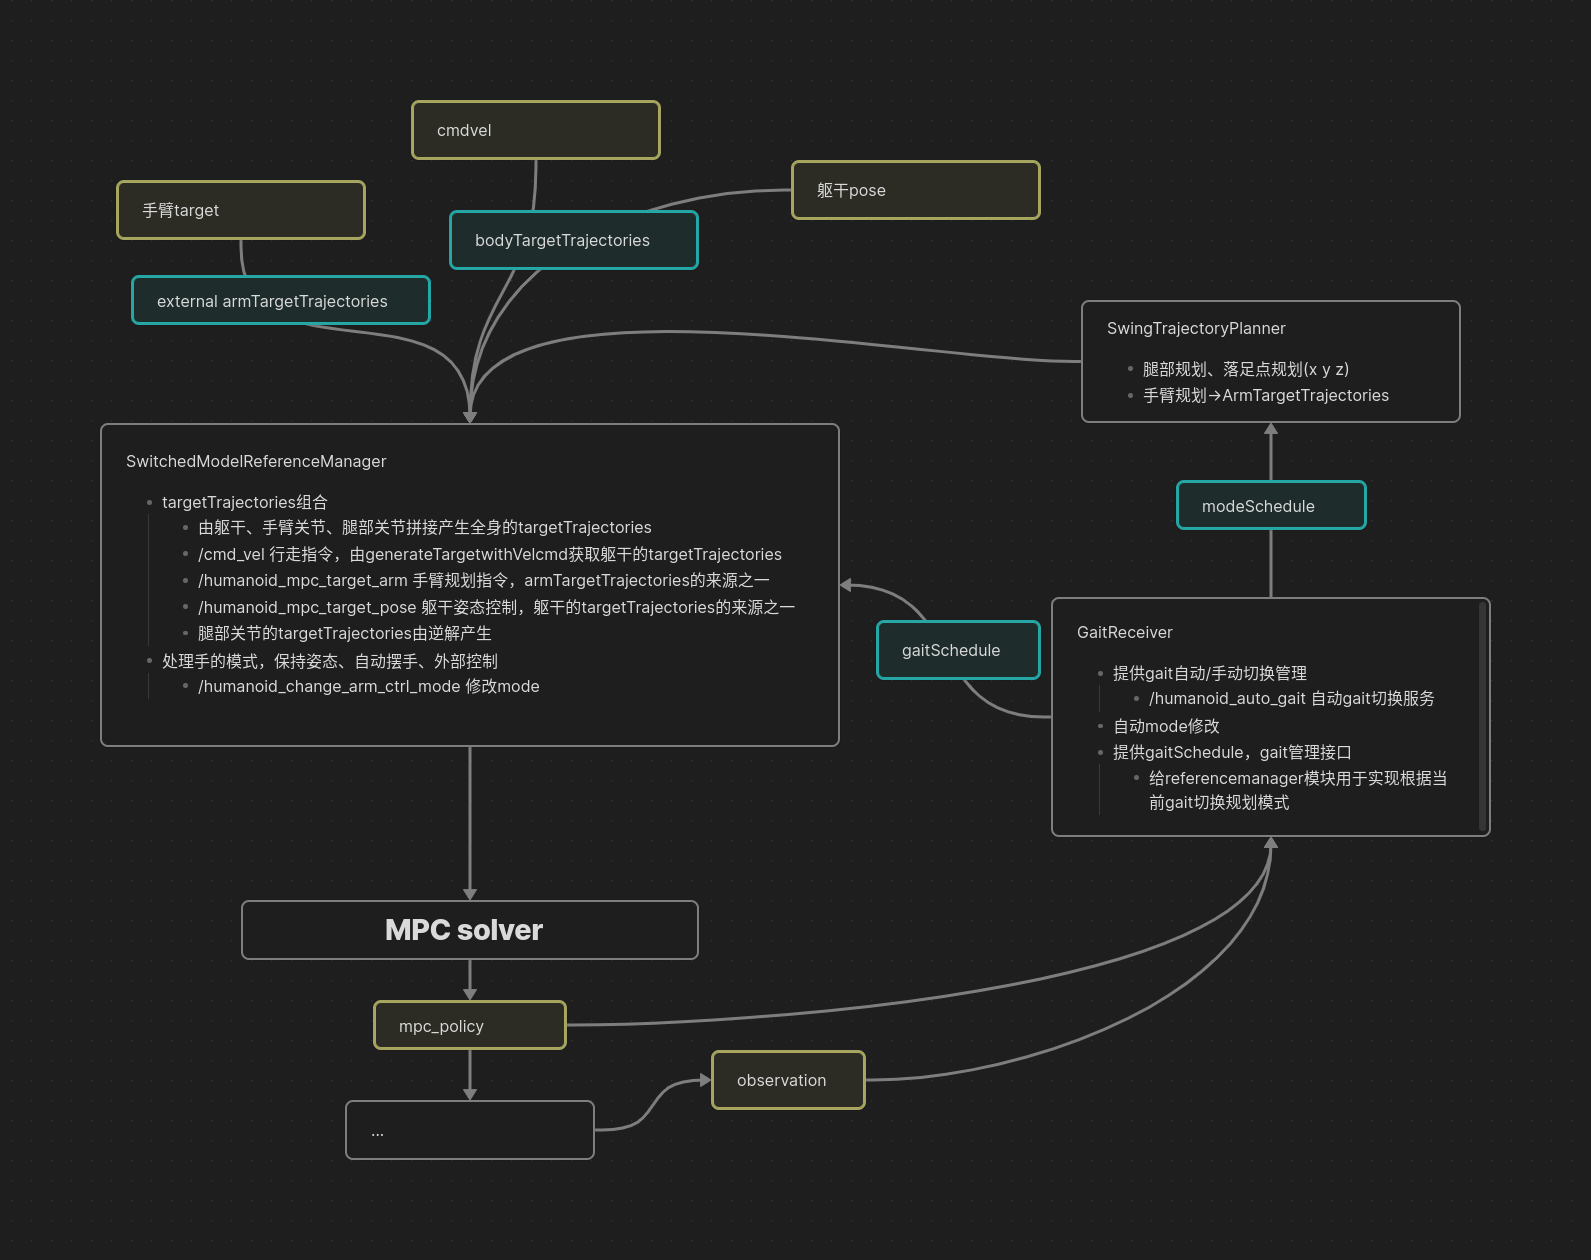 cmdvel
躯干pose
手臂target
bodyTargetTrajectories
external armTargetTrajectories
SwingTrajectoryPlanner
腿部规划、落足点规划(x y z)
手臂规划→ArmTargetTrajectories
SwitchedModelReferenceManager
targetTrajectories组合
由躯干、手臂关节、腿部关节拼接产生全身的targetTrajectories
/cmd_vel 行走指令，由generateTargetwithVelcmd获取躯干的targetTrajectories
/humanoid_mpc_target_arm 手臂规划指令，armTargetTrajectories的来源之一
/humanoid_mpc_target_pose 躯干姿态控制，躯干的targetTrajectories的来源之一
腿部关节的targetTrajectories由逆解产生
处理手的模式，保持姿态、自动摆手、外部控制
/humanoid_change_arm_ctrl_mode 修改mode
modeSchedule
gaitSchedule
GaitReceiver
提供gait自动/手动切换管理
/humanoid_auto_gait 自动gait切换服务
自动mode修改
提供gaitSchedule，gait管理接口
给referencemanager模块用于实现根据当
前gait切换规划模式
MPC solver
mpc_policy
observation
...